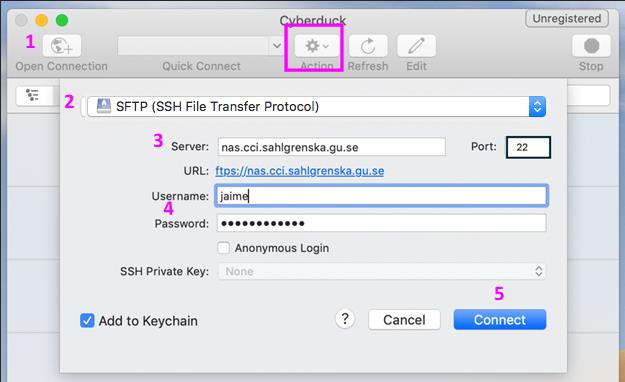 Cyberduck
Unregistered
1
Open Connection
Quick Connect
Action
Refresh
Edit
Stop
2 SFTP (SSH File Transfer Protocol)
3 Server: nas.cci.sahlgrenska.gu.se Port: 22
URL: ftps://nas.cci.sahlgrenska.gu.se
Username: jaime
4
Password: ●●●●●●●●●●●●
Anonymous Login
SSH Private Key: None
5
Add to Keychain ? Cancel Connect